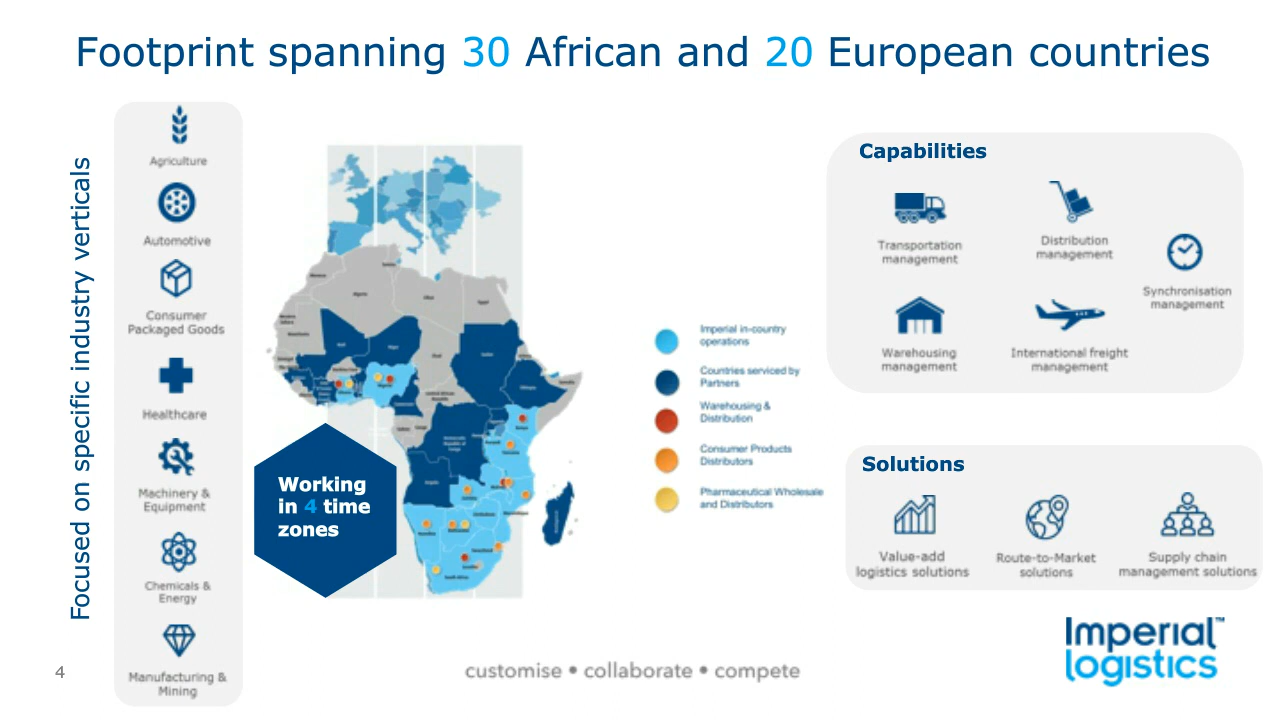 Footprint spanning 30 African and 20 European countries
Focused on specific industry verticals
Agriculture
Automotive
Consumer
Packaged Goods
Healthcare
Machinery &
Equipment
Chemicals &
Energy
Manufacturing &
Mining
Working
in 4 time
zones
Imperial in-country
operations
Countries serviced by
Partners
Warehousing &
Distribution
Consumer Products
Distributors
Pharmaceutical Wholesale
and Distributors
Capabilities
Transportation
management
Distribution
management
Synchronisation
management
Warehousing
management
International freight
management
Solutions
Value-add
logistics solutions
Route-to-Market
solutions
Supply chain
management solutions
4
customise • collaborate • compete
Imperial™
logistics